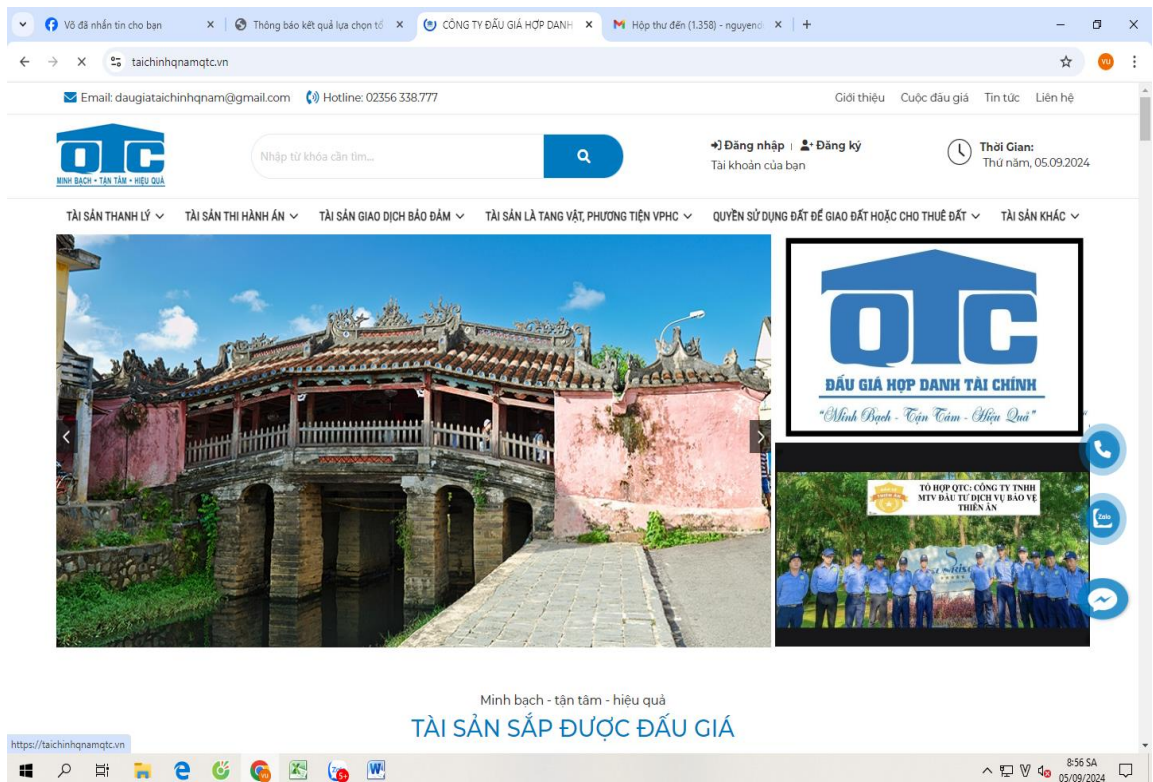 Võ đã nhắn tin cho bạn
Thông báo kết quả lựa chọn tổ
CÔNG TY ĐẤU GIÁ HỢP DANH
Hộp thư đến (1.358) - nguyend
taichinhqnamqtc.vn
VU
Email: daugiataichinhqnam@gmail.com
Hotline: 02356 338.777
Giới thiệu Cuộc đấu giá Tin tức Liên hệ
QTC
MINH BẠCH • TẬN TÂM • HIỆU QUẢ
Nhập từ khóa cần tìm...
Đăng nhập | Đăng ký
Tài khoản của bạn
Thời Gian:
Thứ năm, 05.09.2024
TÀI SẢN THANH LÝ TÀI SẢN THI HÀNH ÁN TÀI SẢN GIAO DỊCH BẢO ĐẢM TÀI SẢN LÀ TANG VẬT, PHƯƠNG TIỆN VPHC QUYỀN SỬ DỤNG ĐẤT ĐỂ GIAO ĐẤT HOẶC CHO THUÊ ĐẤT TÀI SẢN KHÁC
QTC
ĐẤU GIÁ HỢP DANH TÀI CHÍNH
"Minh Bạch - Tận Tâm - Hiệu Quả"
TỔ HỢP QTC: CÔNG TY TNHH
MTV ĐẦU TƯ DỊCH VỤ BẢO VỆ
THIÊN ÂN
Zalo
Minh bạch - tận tâm - hiệu quả
TÀI SẢN SẮP ĐƯỢC ĐẤU GIÁ
https://taichinhqnamqtc.vn
5+
8:56 SA
05/09/2024